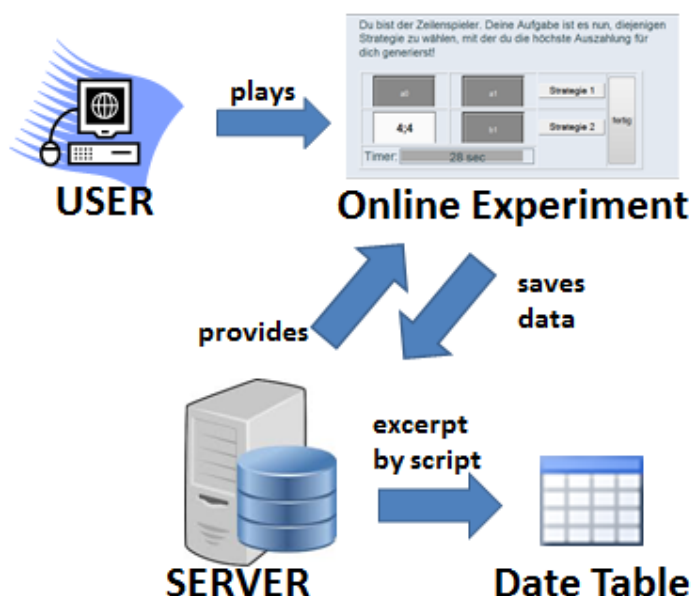 Du bist der Zeilenspieler. Deine Aufgabe ist es nun, diejenigen
Strategie zu wählen, mit der du die höchste Auszahlung für
dich generierst!
a0
a1
Strategie 1
4;4
b1
Strategie 2
fertig
Timer:
28 sec
plays
USER
Online Experiment
provides
saves
data
excerpt
by script
SERVER
Date Table